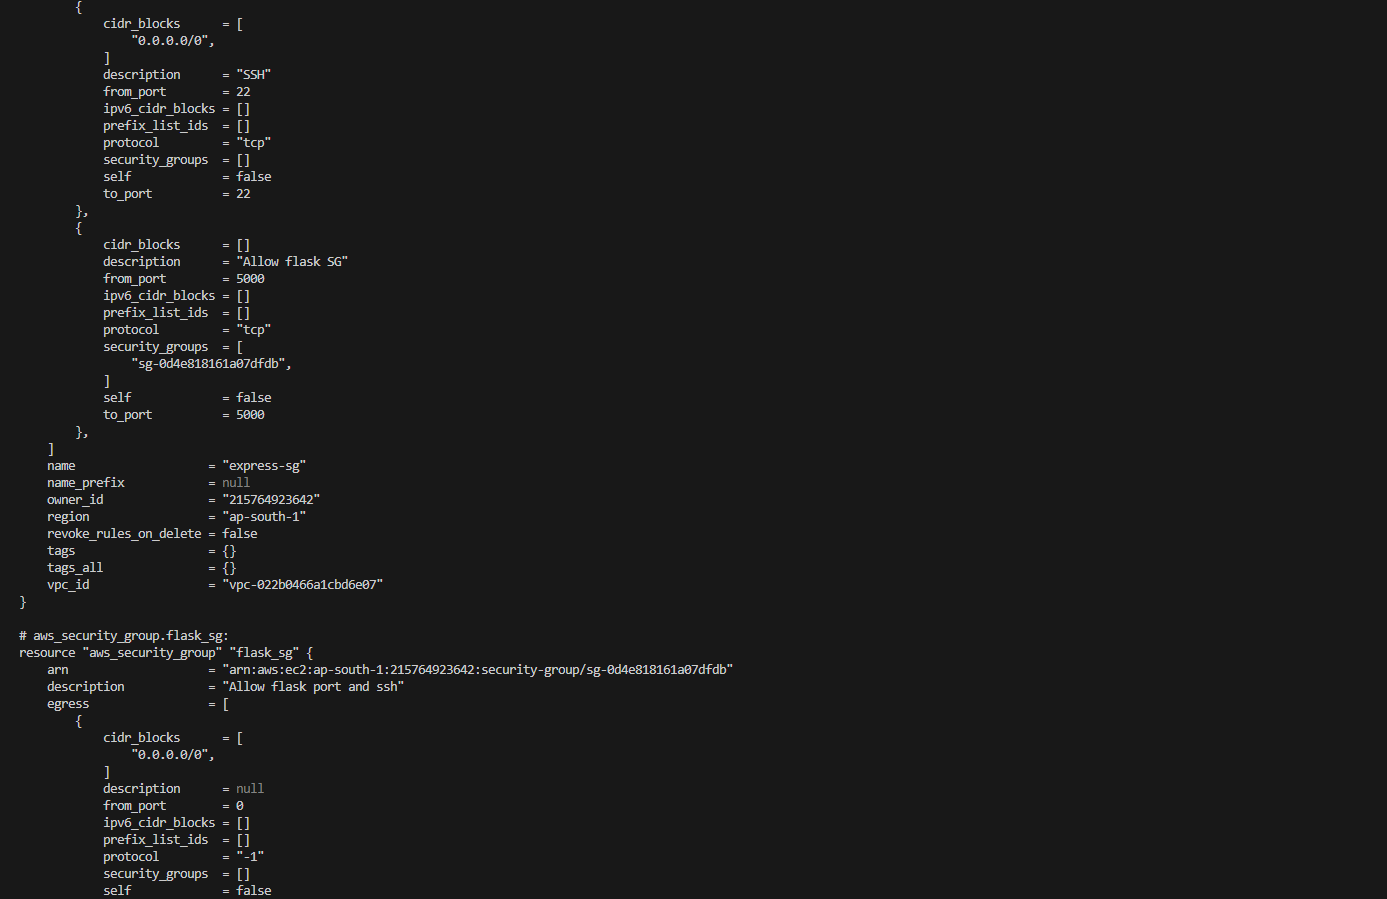 {
            cidr_blocks      = [
                "0.0.0.0/0",
            ]
            description      = "SSH"
            from_port        = 22
            ipv6_cidr_blocks = []
            prefix_list_ids  = []
            protocol         = "tcp"
            security_groups  = []
            self             = false
            to_port          = 22
        },
        {
            cidr_blocks      = []
            description      = "Allow flask SG"
            from_port        = 5000
            ipv6_cidr_blocks = []
            prefix_list_ids  = []
            protocol         = "tcp"
            security_groups  = [
                "sg-0d4e818161a07dfdb",
            ]
            self             = false
            to_port          = 5000
        },
    ]
    name                   = "express-sg"
    name_prefix            = null
    owner_id               = "215764923642"
    region                 = "ap-south-1"
    revoke_rules_on_delete = false
    tags                   = {}
    tags_all               = {}
    vpc_id                 = "vpc-022b0466a1cbd6e07"
}

# aws_security_group.flask_sg:
resource "aws_security_group" "flask_sg" {
    arn                    = "arn:aws:ec2:ap-south-1:215764923642:security-group/sg-0d4e818161a07dfdb"
    description            = "Allow flask port and ssh"
    egress                 = [
        {
            cidr_blocks      = [
                "0.0.0.0/0",
            ]
            description      = null
            from_port        = 0
            ipv6_cidr_blocks = []
            prefix_list_ids  = []
            protocol         = "-1"
            security_groups  = []
            self             = false